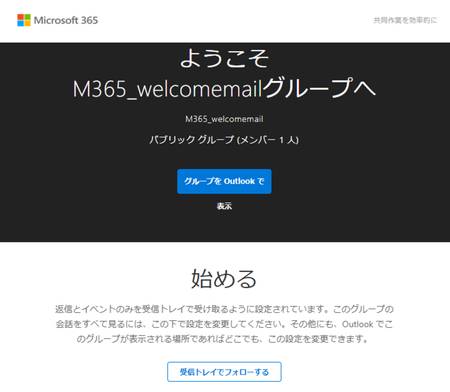 Microsoft 365
共同作業を効率的に
ようこそ
M365_welcomemailグループへ
M365_welcomemail
パブリック グループ (メンバー 1 人)
グループを Outlook で
表示
始める
返信とイベントのみを受信トレイで受け取るように設定されています。このグループの
会話をすべて見るには、この下で設定を変更してください。その他にも、Outlook でこ
のグループが表示される場所であればどこでも、この設定を変更できます。
受信トレイでフォローする